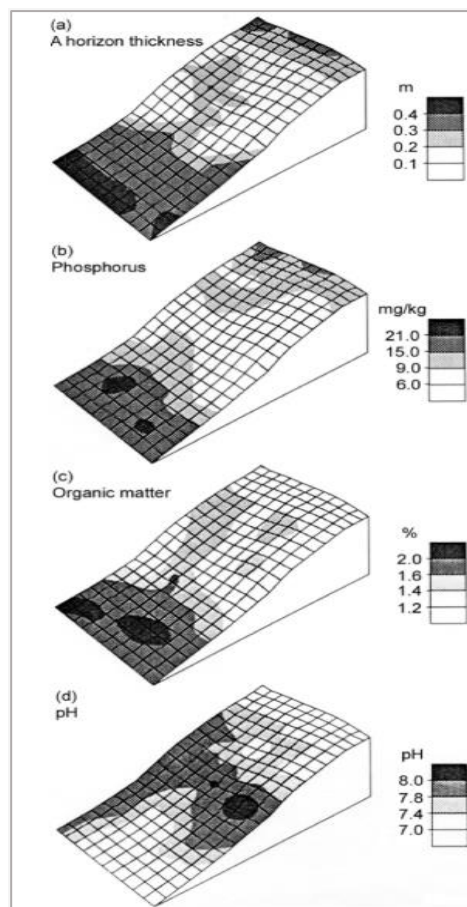 (a)
A horizon thickness
m
0.4
0.3
0.2
0.1
(b)
Phosphorus
mg/kg
21.0
15.0
9.0
6.0
(c)
Organic matter
%
2.0
1.6
1.4
1.2
(d)
pH
pH
8.0
7.8
7.4
7.0